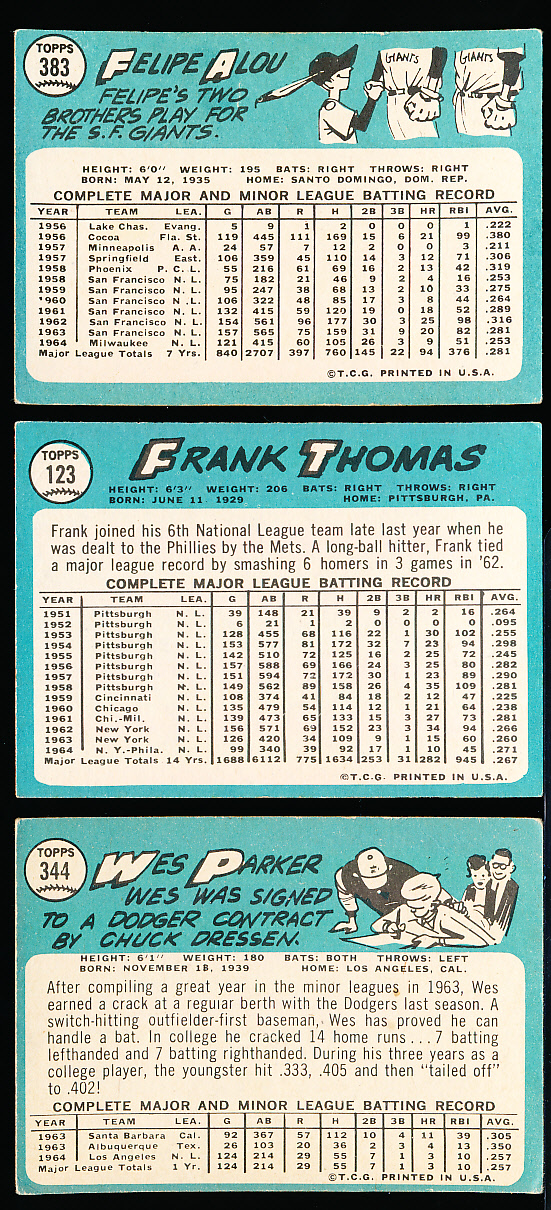 TOPPS
383
FELIPE ALOU
FELIPE'S TWO
BROTHERS PLAY FOR
THE S.F. GIANTS.
GIANTS
GIANTS
HEIGHT: 6'0" WEIGHT: 195 BATS: RIGHT THROWS: RIGHT
BORN: MAY 12, 1935 HOME: SANTO DOMINGO, DOM. REP.
COMPLETE MAJOR AND MINOR LEAGUE BATTING RECORD
YEAR TEAM LEA. G AB R H 2B 3B HR RBI AVG.
1956 Lake Chas. Evang. 5 9 1 2 0 0 0 1 .222
1956 Cocoa Fla. St. 119 445 111 169 15 6 21 99 .380
1957 Minneapolis A. A. 24 57 7 12 2 0 0 3 .211
1957 Springfield East. 106 359 45 110 14 3 12 71 .306
1958 Phoenix P. C. L. 55 216 61 69 16 2 13 42 .319
1958 San Francisco N. L. 75 182 21 46 9 2 4 16 .253
1959 San Francisco N. L. 95 247 38 68 13 2 10 33 .275
1960 San Francisco N. L. 106 322 48 85 17 3 8 44 .264
1961 San Francisco N. L. 132 415 59 120 19 0 18 52 .289
1962 San Francisco N. L. 154 561 96 177 30 3 25 98 .316
1963 San Francisco N. L. 157 565 75 159 31 9 20 82 .281
1964 Milwaukee N. L. 121 415 60 105 26 3 9 51 .253
Major League Totals 7 Yrs. 840 2707 397 760 145 22 94 376 .281
©T.C.G. PRINTED IN U.S.A.
TOPPS
123
FRANK THOMAS
HEIGHT: 6'3" WEIGHT: 206 BATS: RIGHT THROWS: RIGHT
BORN: JUNE 11 1929 HOME: PITTSBURGH, PA.
Frank joined his 6th National League team late last year when he
was dealt to the Phillies by the Mets. A long-ball hitter, Frank tied
a major league record by smashing 6 homers in 3 games in '62.
COMPLETE MAJOR LEAGUE BATTING RECORD
YEAR TEAM LEA. G AB R H 2B 3B HR RBI AVG.
1951 Pittsburgh N. L. 39 148 21 39 9 2 2 16 .264
1952 Pittsburgh N. L. 6 21 1 2 0 0 0 0 .095
1953 Pittsburgh N. L. 128 455 68 116 22 1 30 102 .255
1954 Pittsburgh N. L. 153 577 81 172 32 7 23 94 .298
1955 Pittsburgh N. L. 142 510 72 125 16 2 25 72 .245
1956 Pittsburgh N. L. 157 588 69 166 24 3 25 80 .282
1957 Pittsburgh N. L. 151 594 72 172 30 1 23 89 .290
1958 Pittsburgh N. L. 149 562 89 158 26 4 35 109 .281
1959 Cincinnati N. L. 108 374 41 84 18 2 12 47 .225
1960 Chicago N. L. 135 479 54 114 12 1 21 64 .238
1961 Chi.-Mil. N. L. 139 473 65 133 15 3 27 73 .281
1962 New York N. L. 156 571 69 152 23 3 34 94 .266
1963 New York N. L. 126 420 34 109 9 1 15 60 .260
1964 N. Y.-Phila. N. L. 99 340 39 92 17 1 10 45 .271
Major League Totals 14 Yrs. 1688 6112 775 1634 253 31 282 945 .267
©T.C.G. PRINTED IN U.S.A.
TOPPS
344
WES PARKER
WES WAS SIGNED
TO A DODGER CONTRACT
BY CHUCK DRESSEN.
HEIGHT: 6'1" WEIGHT: 180 BATS: BOTH THROWS: LEFT
BORN: NOVEMBER 18, 1939 HOME: LOS ANGELES, CAL.
After compiling a great year in the minor leagues in 1963, Wes
earned a crack at a regular berth with the Dodgers last season. A
switch-hitting outfielder-first baseman, Wes has proved he can
handle a bat. In college he cracked 14 home runs...7 batting
lefthanded and 7 batting righthanded. During his three years as a
college player, the youngster hit .333, .405 and then "tailed off"
to .402!
COMPLETE MAJOR AND MINOR LEAGUE BATTING RECORD
YEAR TEAM LEA. G AB R H 2B 3B HR RBI AVG.
1963 Santa Barbara Cal. 92 367 57 112 10 4 11 39 .305
1963 Albuquerque Tex. 26 103 20 36 2 3 4 13 .350
1964 Los Angeles N. L. 124 214 29 55 7 1 3 10 .257
Major League Totals 1 Yr. 124 214 29 55 7 1 3 10 .257
©T.C.G. PRINTED IN U.S.A.